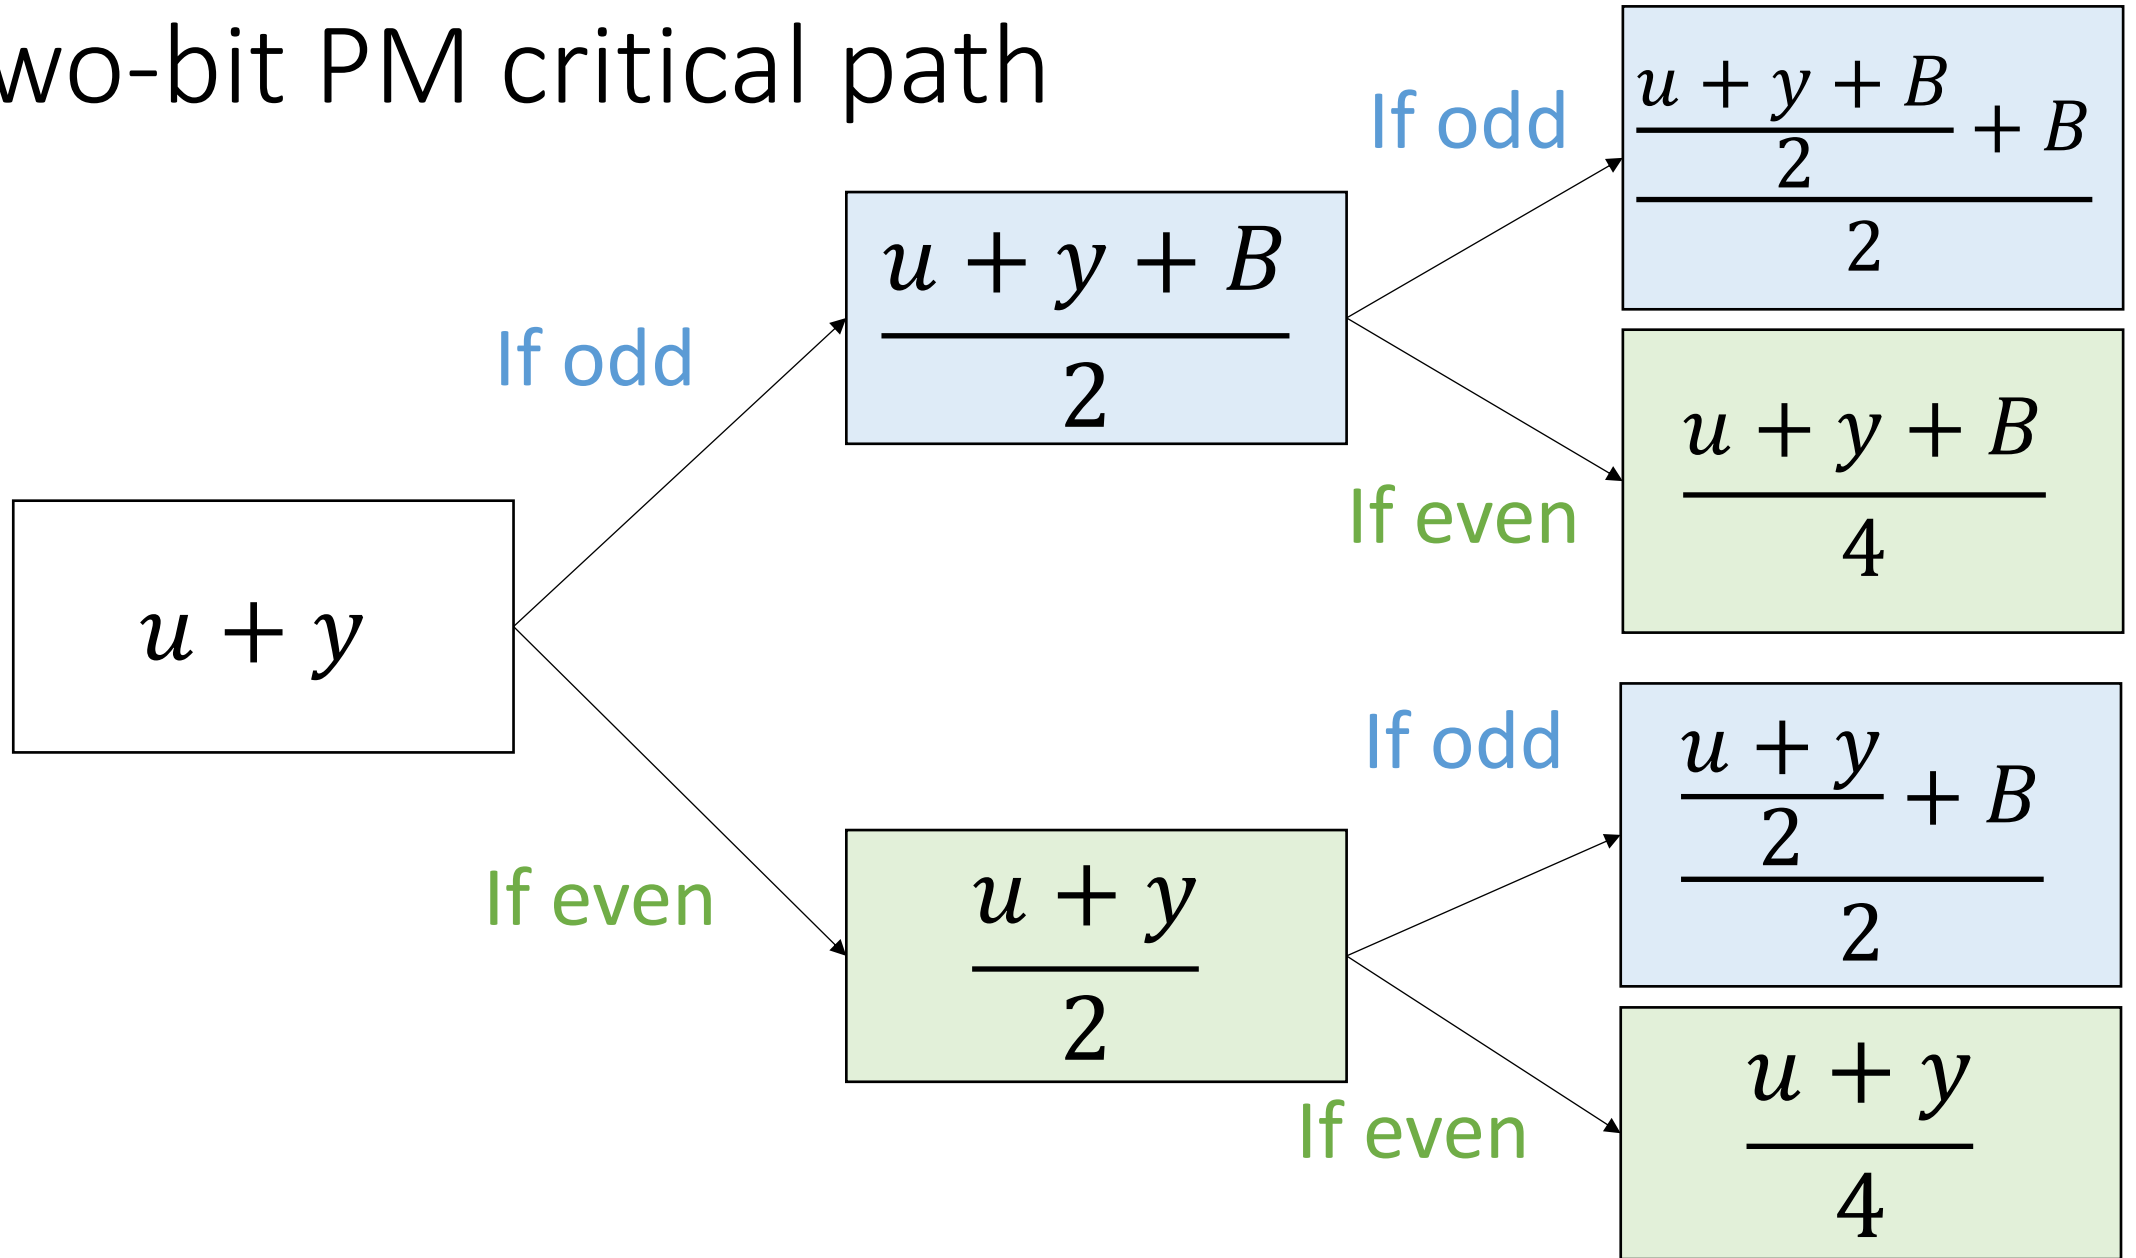 wo-bit PM critical path
If odd
u + y + B
2
+ B
2
u + y + B
2
If odd
If even
u + y + B
4
u + y
If even
u + y
2
If odd
u + y
2
+ B
2
If even
u + y
4